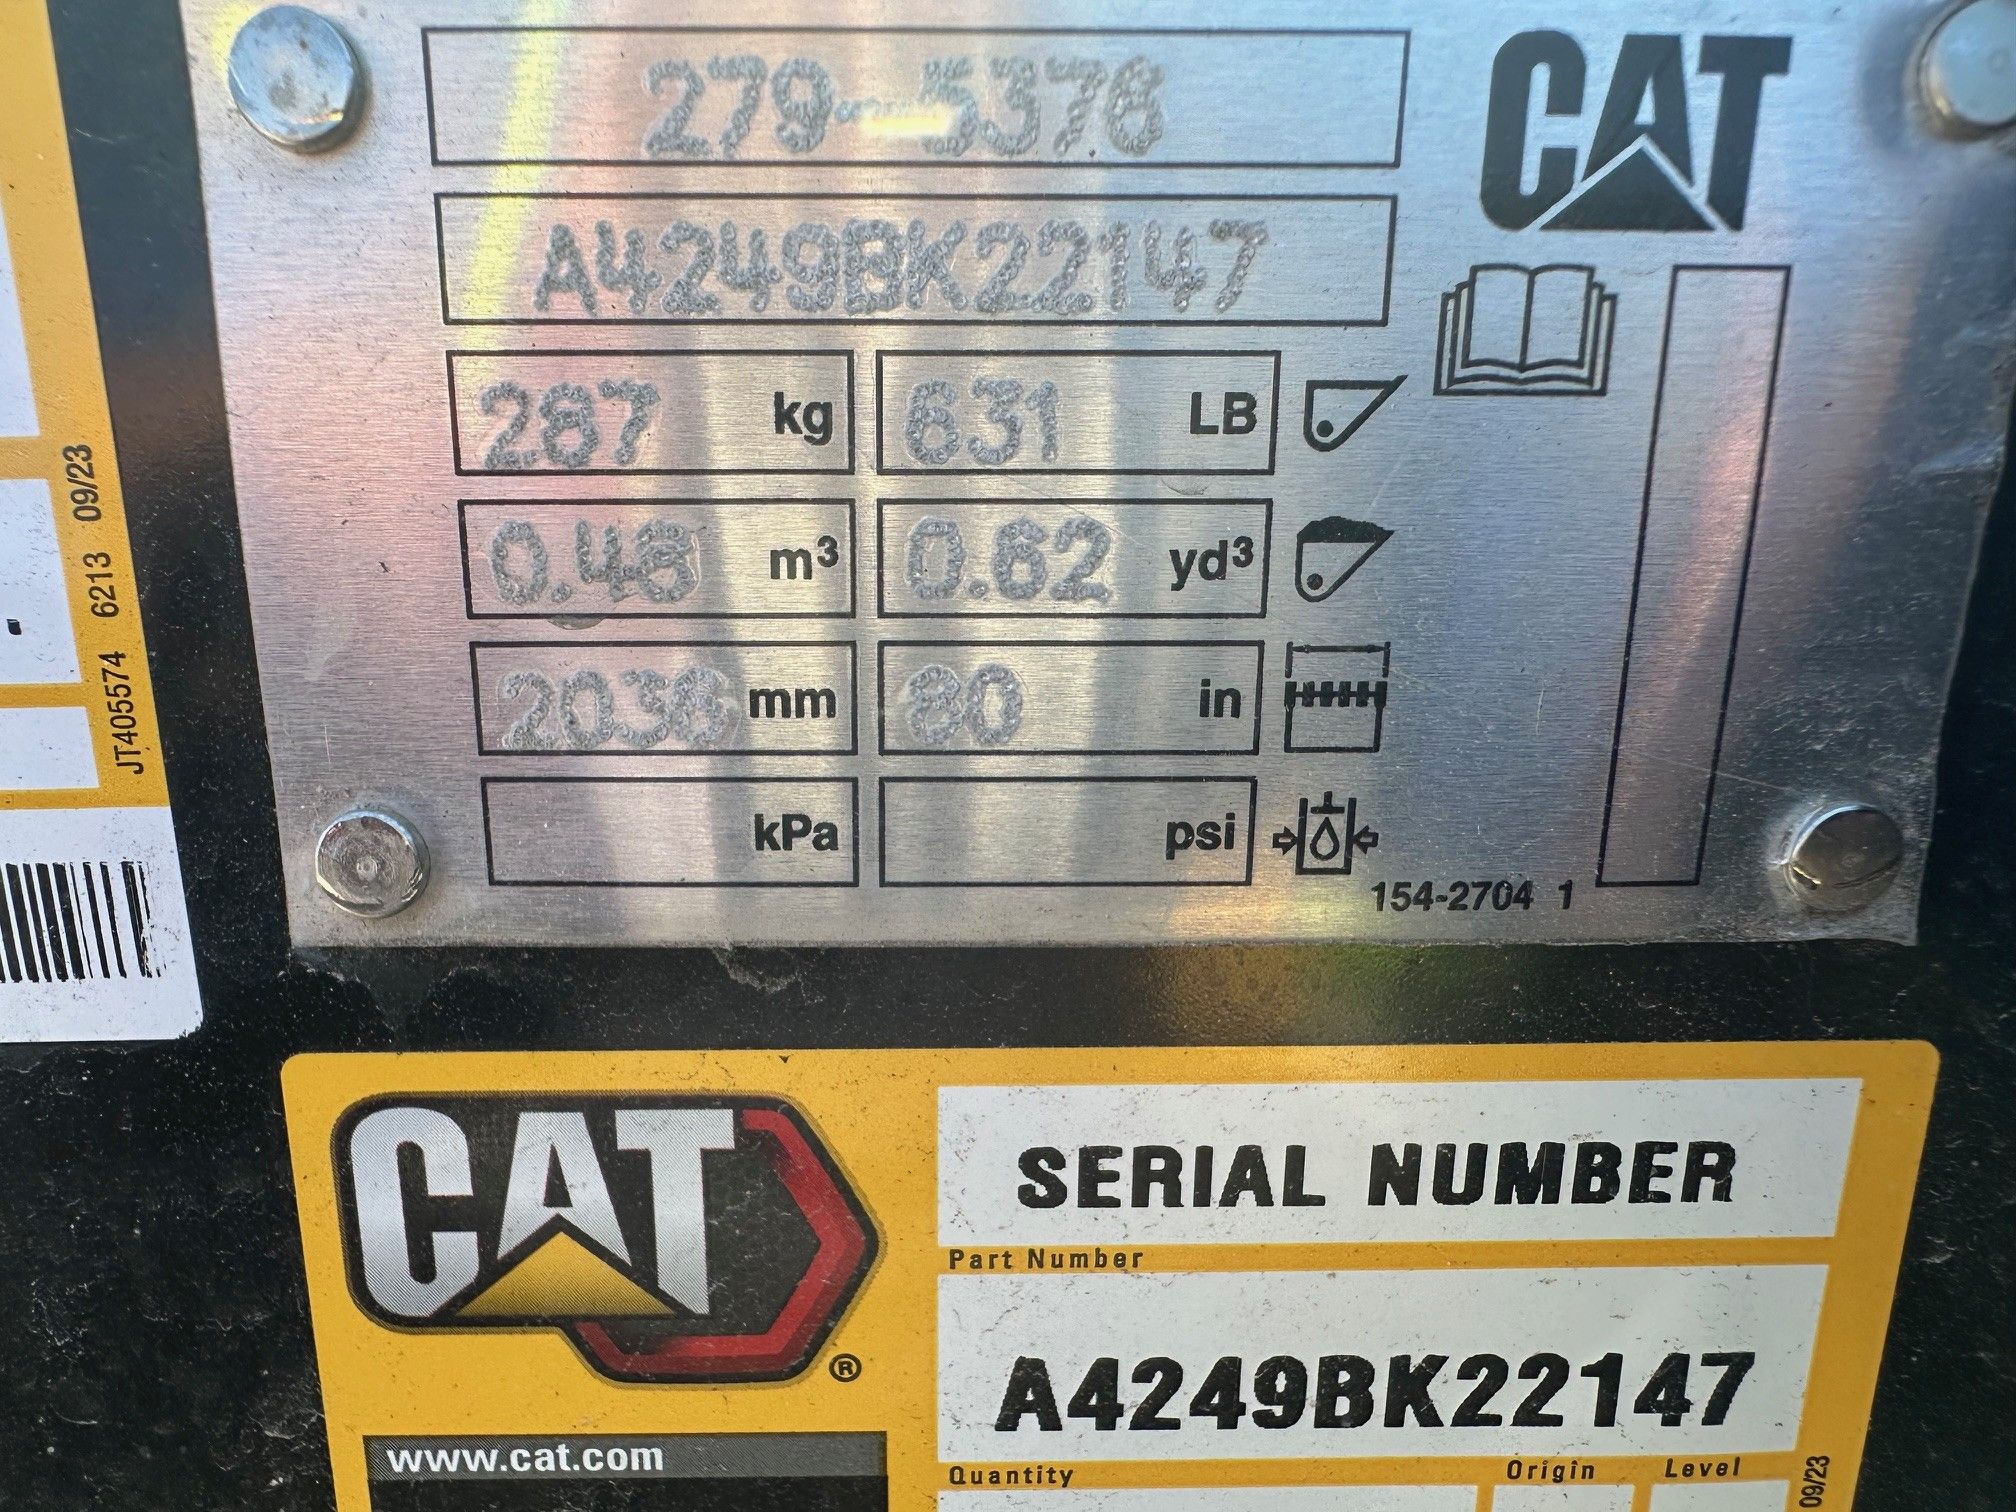 279-5376
CAT
A4249BK22147
287 kg 631 LB
0.48 m3 0.62 yd3
2036 mm 80 in
kPa psi
154-2704 1
JT405574 6213 09/23
CAT
®
www.cat.com
SERIAL NUMBER
Part Number
A4249BK22147
Quantity Origin Level
09/23